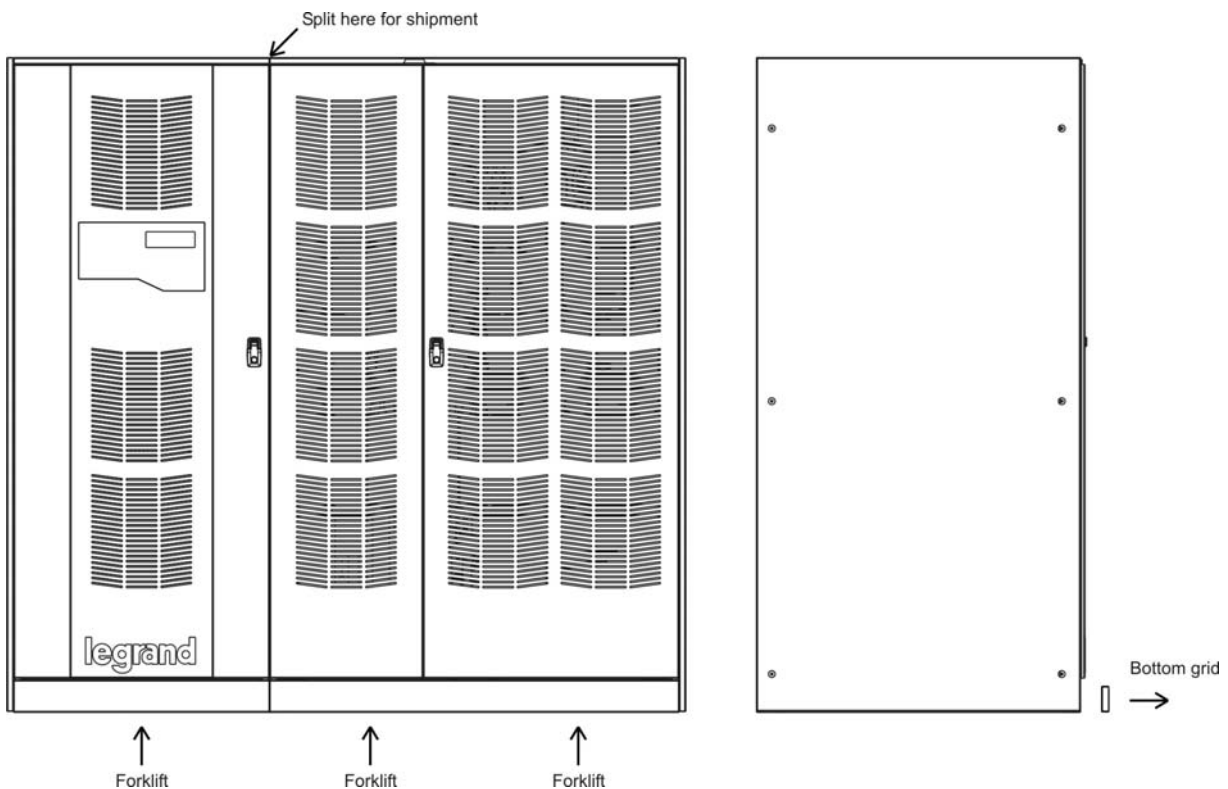 Split here for shipment
legrand
Bottom grid
Forklift
Forklift
Forklift